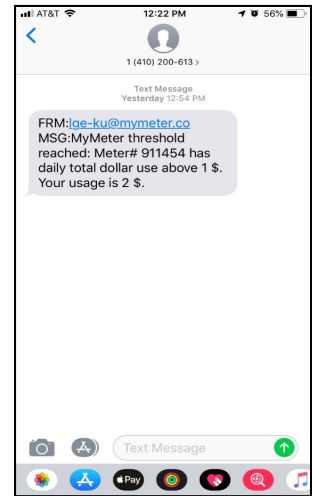 AT&T 12:22 PM 56%
1 (410) 200-613 >
Text Message
Yesterday 12:54 PM
FRM:lge-ku@mymeter.co
MSG:MyMeter threshold
reached: Meter# 911454 has
daily total dollar use above 1 $.
Your usage is 2 $.
Text Message
Pay